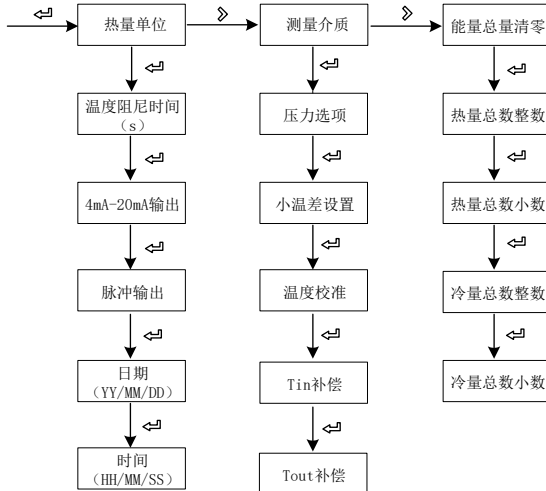 热量单位
温度阻尼时间
（s）
4mA-20mA输出
脉冲输出
日期
（YY/MM/DD）
时间
（HH/MM/SS）
测量介质
压力选项
小温差设置
温度校准
Tin补偿
Tout补偿
能量总量清零
热量总数整数
热量总数小数
冷量总数整数
冷量总数小数